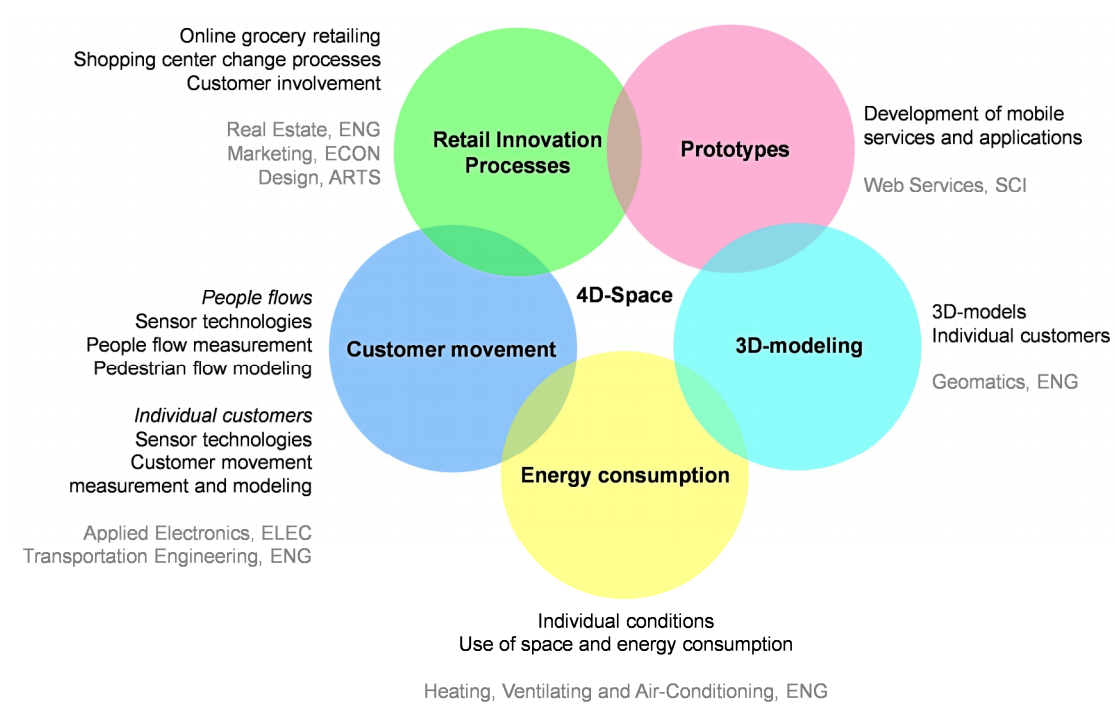 Online grocery retailing
Shopping center change processes
Customer involvement
Real Estate, ENG
Marketing, ECON
Design, ARTS
Retail Innovation
Processes
Prototypes
Development of mobile
services and applications
Web Services, SCI
People flows
Sensor technologies
People flow measurement
Pedestrian flow modeling
Individual customers
Sensor technologies
Customer movement
measurement and modeling
Applied Electronics, ELEC
Transportation Engineering, ENG
Customer movement
4D-Space
3D-modeling
3D-models
Individual customers
Geomatics, ENG
Energy consumption
Individual conditions
Use of space and energy consumption
Heating, Ventilating and Air-Conditioning, ENG